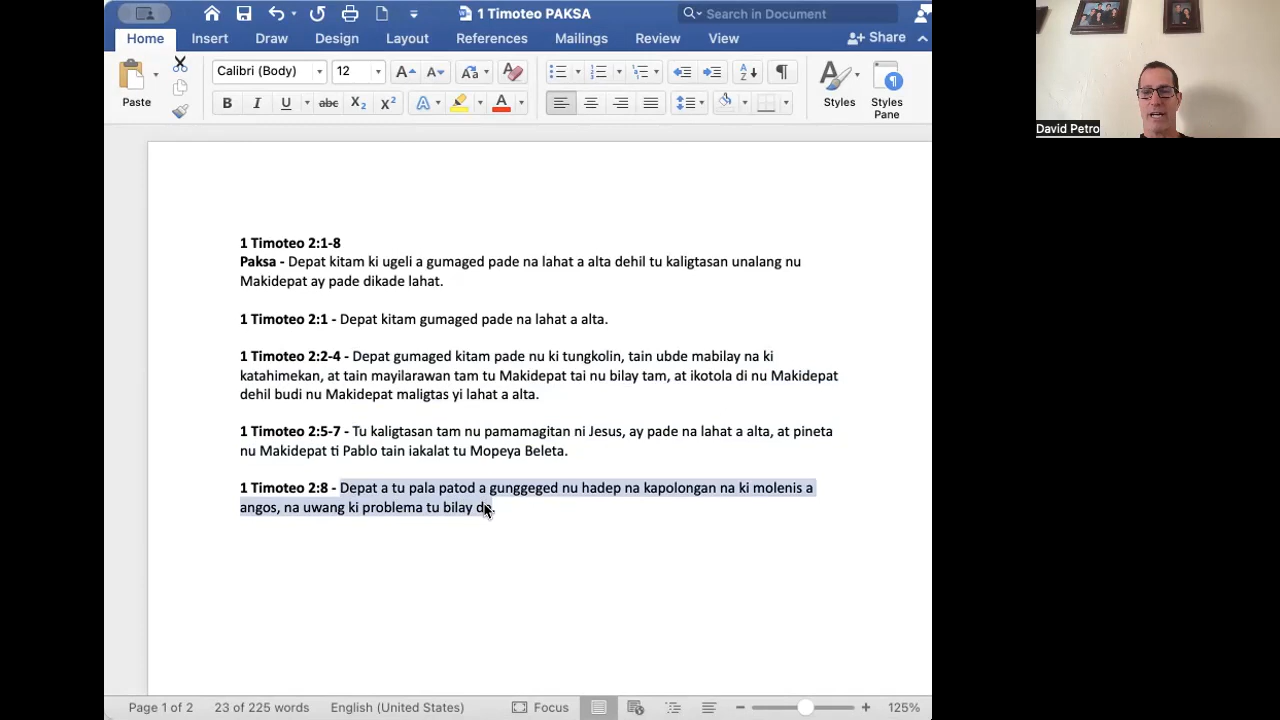 1 Timoteo PAKSA
Search in Document
Home Insert Draw Design Layout References Mailings Review View Share
Paste Calibri (Body) 12 Styles Styles Pane
David Petro
1 Timoteo 2:1-8
Paksa - Depat kitam ki ugeli a gumaged pade na lahat a alta dehil tu kaligtasan unalang nu
Makidepat ay pade dikade lahat.
1 Timoteo 2:1 - Depat kitam gumaged pade na lahat a alta.
1 Timoteo 2:2-4 - Depat gumaged kitam pade nu ki tungkolin, tain ubde mabilay na ki
katahimekan, at tain mayilarawan tam tu Makidepat tai nu bilay tam, at ikotola di nu Makidepat
dehil budi nu Makidepat maligtas yi lahat a alta.
1 Timoteo 2:5-7 - Tu kaligtasan tam nu pamamagitan ni Jesus, ay pade na lahat a alta, at pineta
nu Makidepat ti Pablo tain iakalat tu Mopeya Beleta.
1 Timoteo 2:8 - Depat a tu pala patod a gunggeged nu hadep na kapolongan na ki molenis a
angos, na uwang ki problema tu bilay
Page 1 of 2 23 of 225 words English (United States) Focus 125%